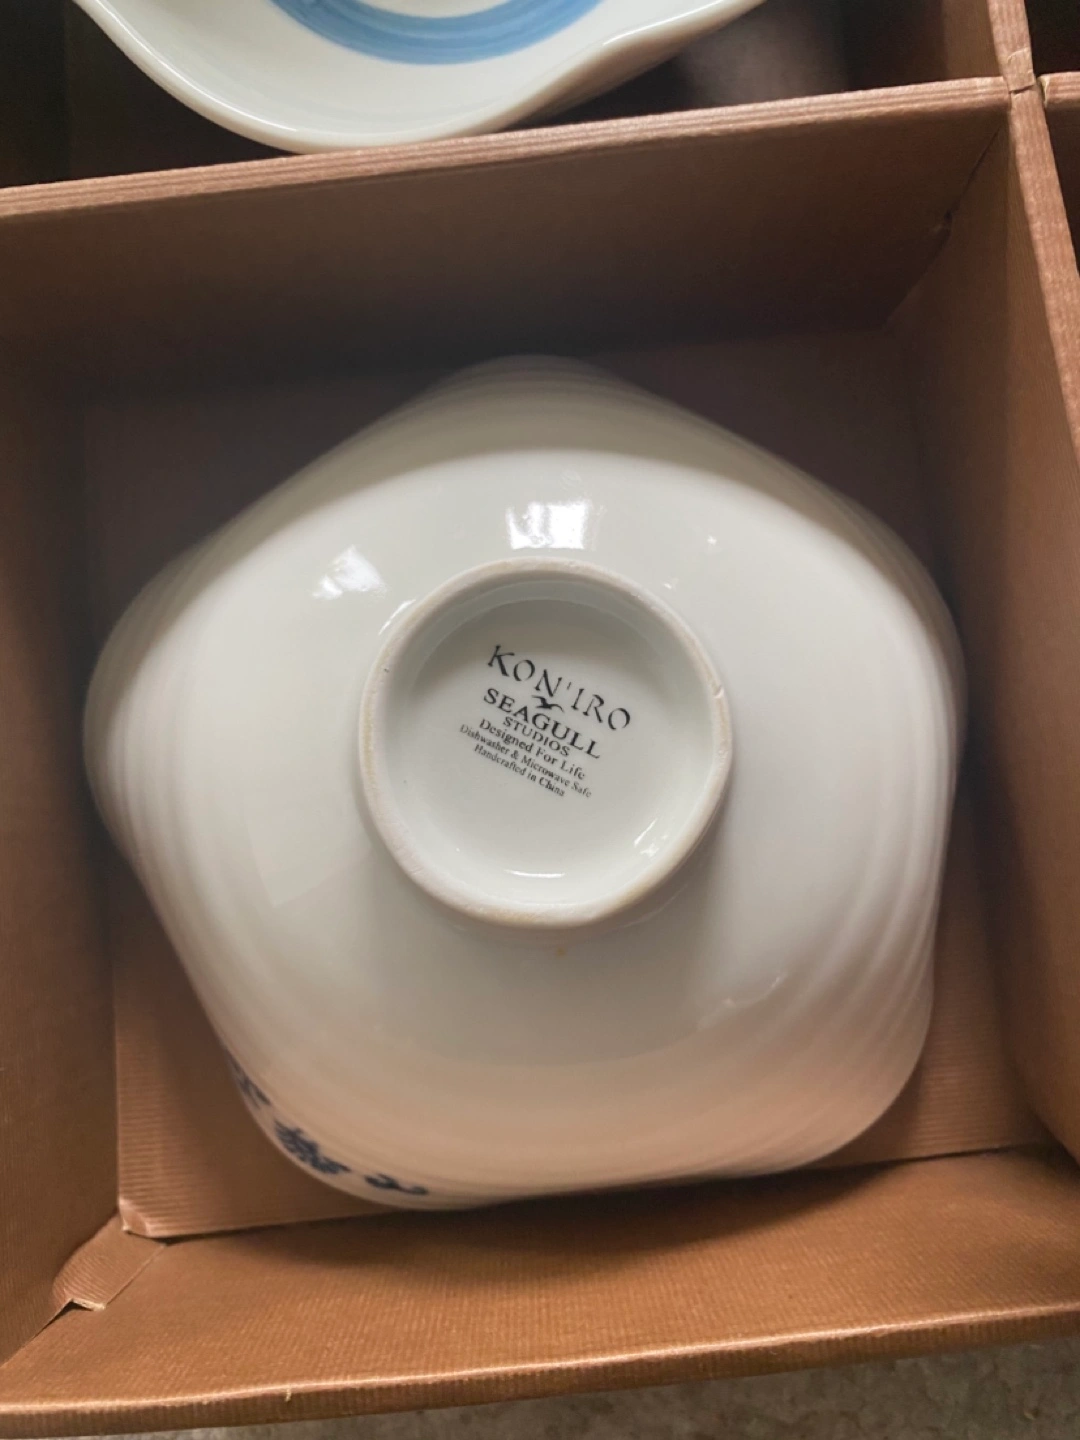 KON'IRO
SEAGULL
STUDIOS
Designed For Life
Dishwasher & Microwave Safe
Handcrafted in China